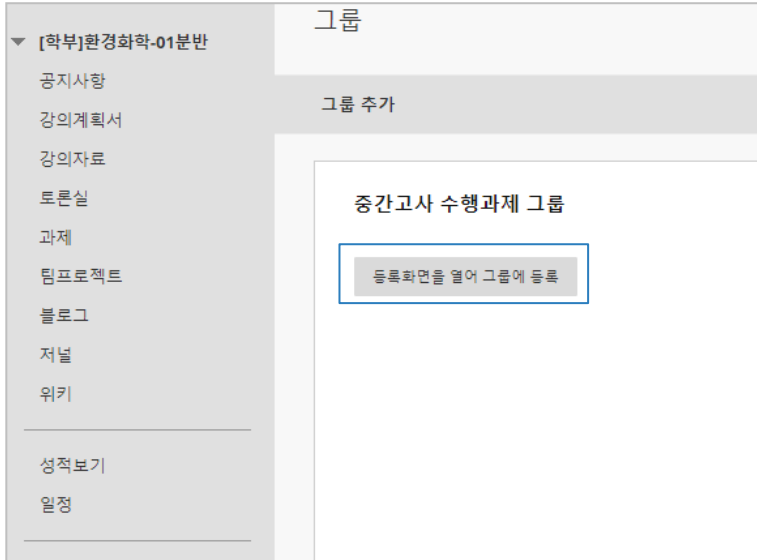 [학부]환경화학-01분반
공지사항
강의계획서
강의자료
토론실
과제
팀프로젝트
블로그
저널
위키
성적보기
일정
그룹
그룹 추가
중간고사 수행과제 그룹
등록화면을 열어 그룹에 등록